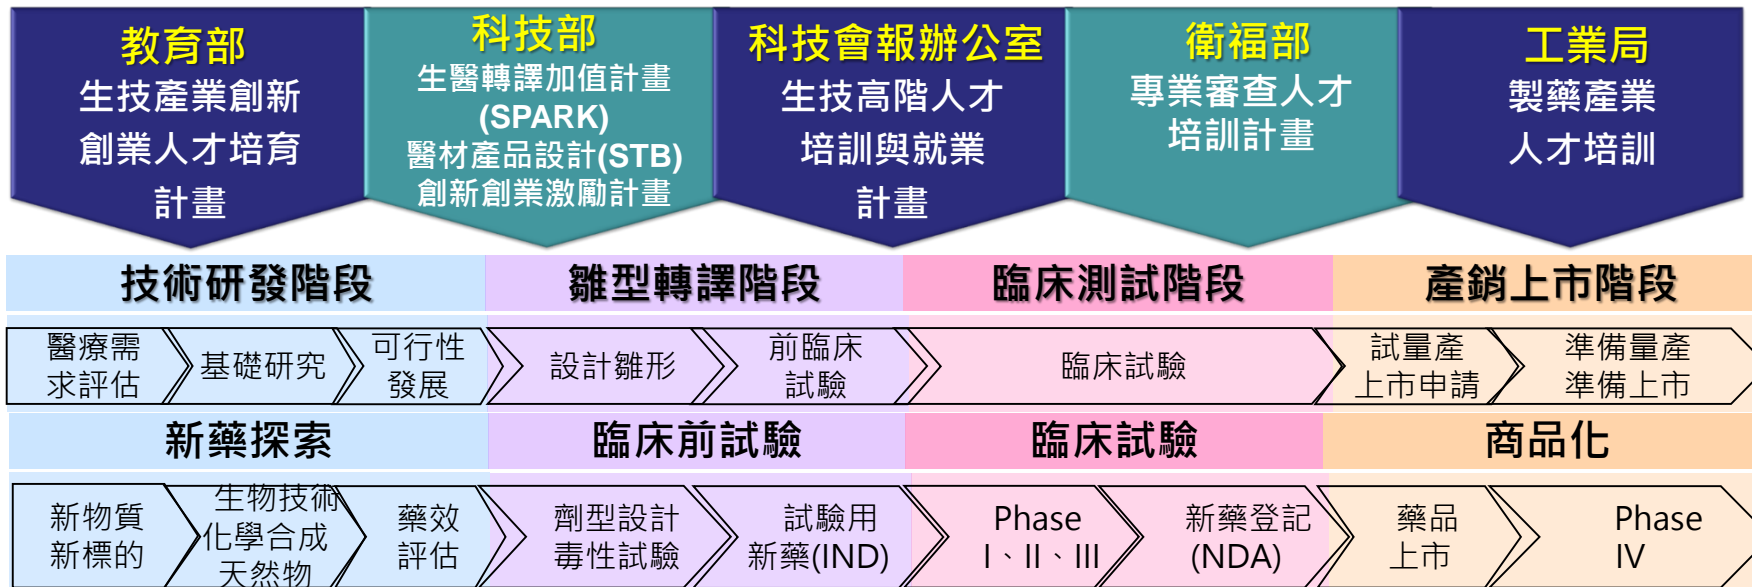 教育部
生技產業創新
創業人才培育
計畫
科技部
生醫轉譯加值計畫
(SPARK)
醫材產品設計(STB)
創新創業激勵計畫
科技會報辦公室
生技高階人才
培訓與就業
計畫
衛福部
專業審查人才
培訓計畫
工業局
製藥產業
人才培訓
技術研發階段
雛型轉譯階段
臨床測試階段
產銷上市階段
醫療需
求評估
基礎研究
可行性
發展
設計雛形
前臨床
試驗
臨床試驗
試量產
上市申請
準備量產
準備上市
新藥探索
臨床前試驗
臨床試驗
商品化
新物質
新標的
生物技術
化學合成
天然物
藥效
評估
劑型設計
毒性試驗
試驗用
新藥(IND)
Phase
I、II、III
新藥登記
(NDA)
藥品
上市
Phase
IV